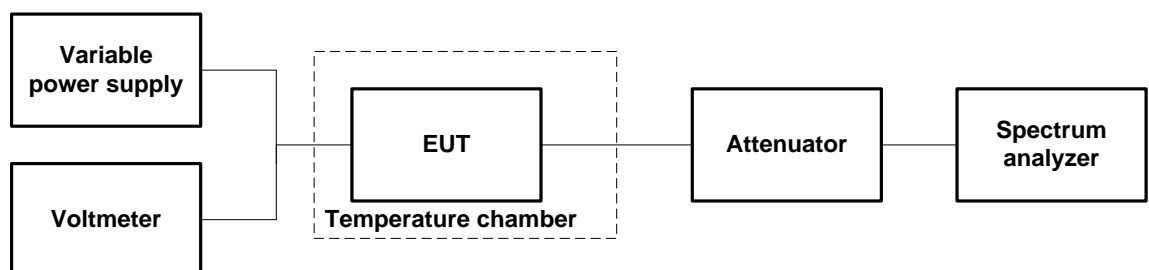 Variable
power supply
Voltmeter
EUT
Temperature chamber
Attenuator
Spectrum
analyzer